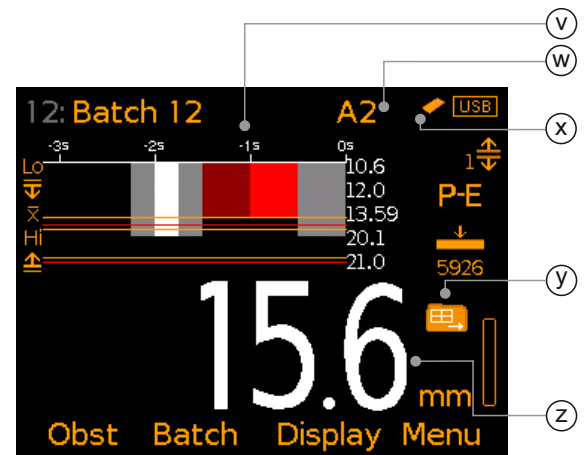 V
W
X
12: Batch 12 A2 USB
-3s -2s -1s 0s
Lo 10.6
12.0
x̄ 13.59
Hi 20.1
21.0
1
P-E
5926
y
15.6 mm
z
Obst Batch Display Menu